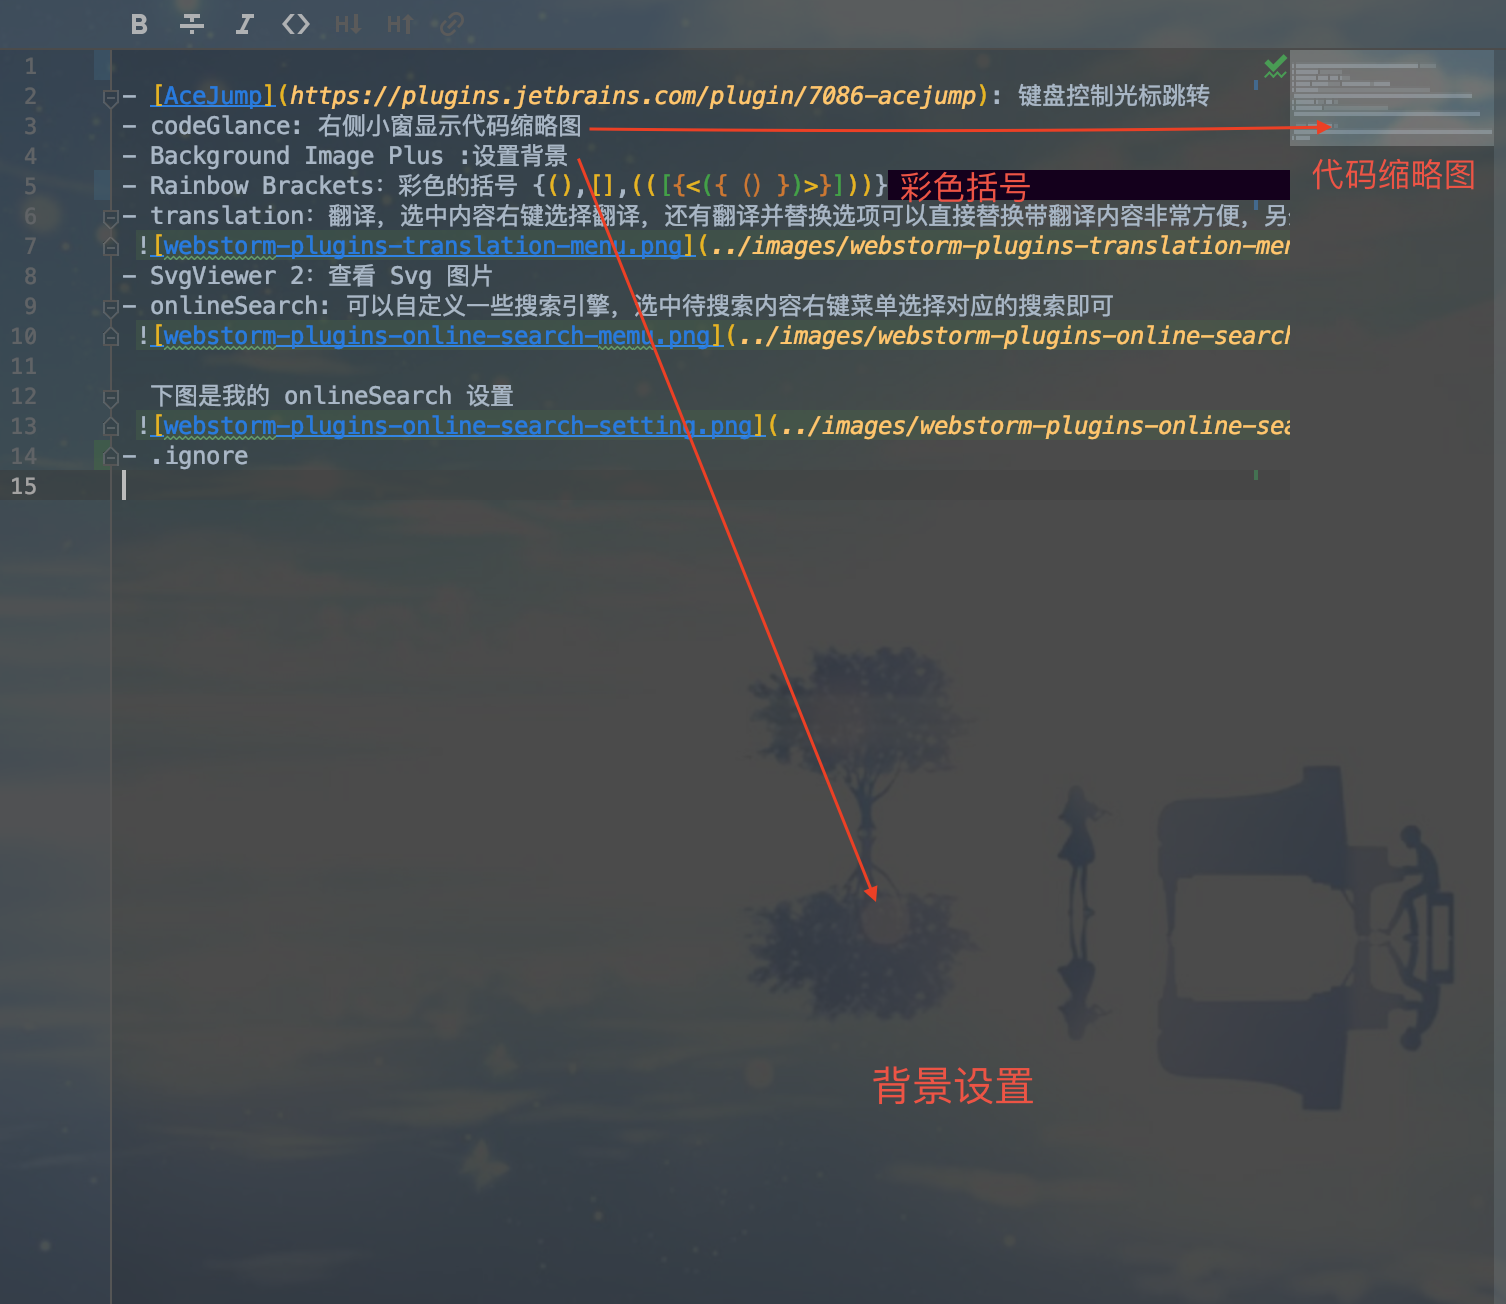 B T I <> H↓ H↑
1
2 - [AceJump](https://plugins.jetbrains.com/plugin/7086-acejump): 键盘控制光标跳转
3 - codeGlance: 右侧小窗显示代码缩略图
4 - Background Image Plus :设置背景
5 - Rainbow Brackets: 彩色的括号 {(),[],(([{<({ () })>}]))} 彩色括号
代码缩略图
6 - translation: 翻译, 选中内容右键选择翻译, 还有翻译并替换选项可以直接替换带翻译内容非常方便, 另
7 ![webstorm-plugins-translation-menu.png](../images/webstorm-plugins-translation-men
8 - SvgViewer 2: 查看 Svg 图片
9 - onlineSearch: 可以自定义一些搜索引擎, 选中待搜索内容右键菜单选择对应的搜索即可
10 ![webstorm-plugins-online-search-memu.png](../images/webstorm-plugins-online-search
11
12 下图是我的 onlineSearch 设置
13 ![webstorm-plugins-online-search-setting.png](../images/webstorm-plugins-online-sea
14 - .ignore
15
背景设置